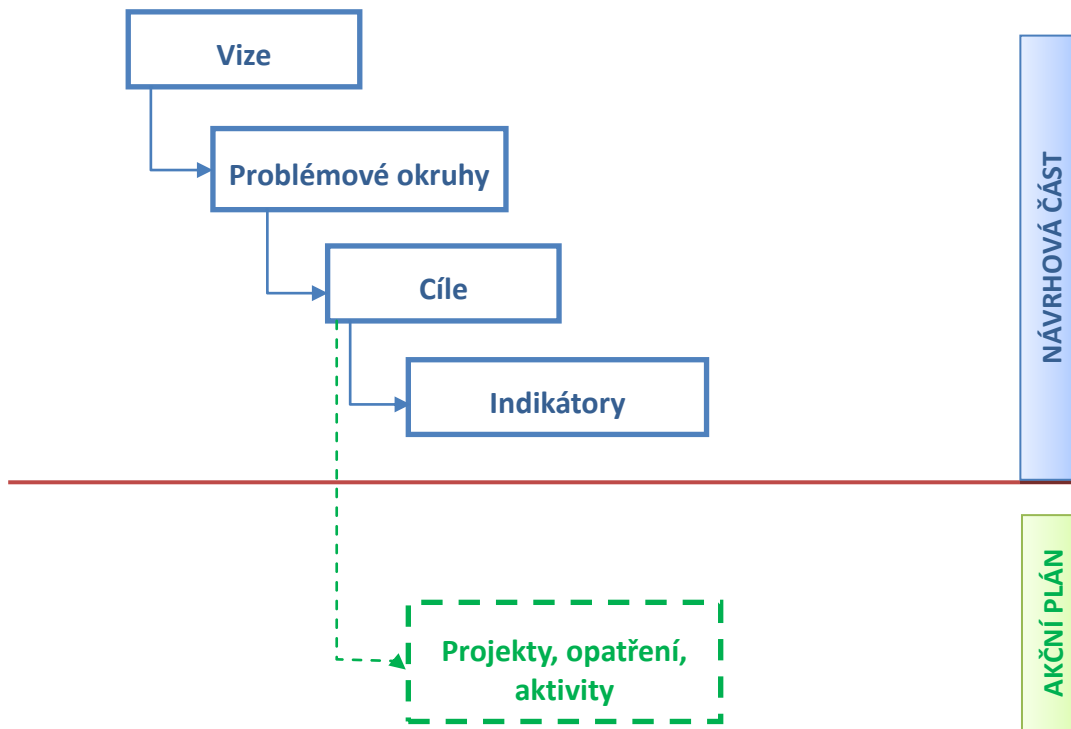 Vize
Problémové okruhy
Cíle
Indikátory
NÁVRHOVÁ ČÁST
Projekty, opatření,
aktivity
AKČNÍ PLÁN